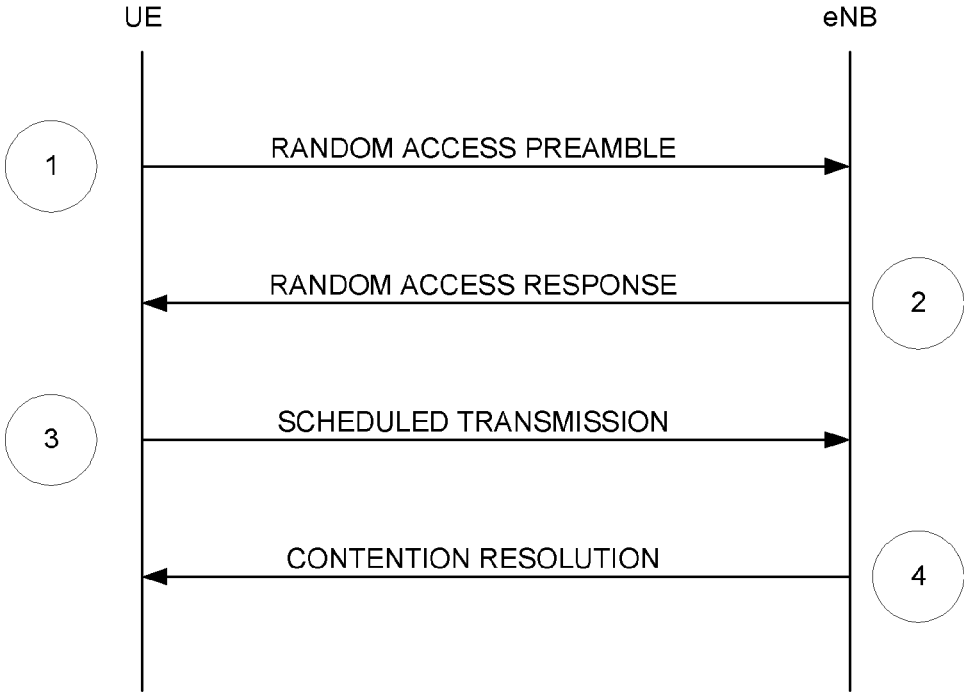 UE
eNB
1
RANDOM ACCESS PREAMBLE
RANDOM ACCESS RESPONSE
2
3
SCHEDULED TRANSMISSION
CONTENTION RESOLUTION
4